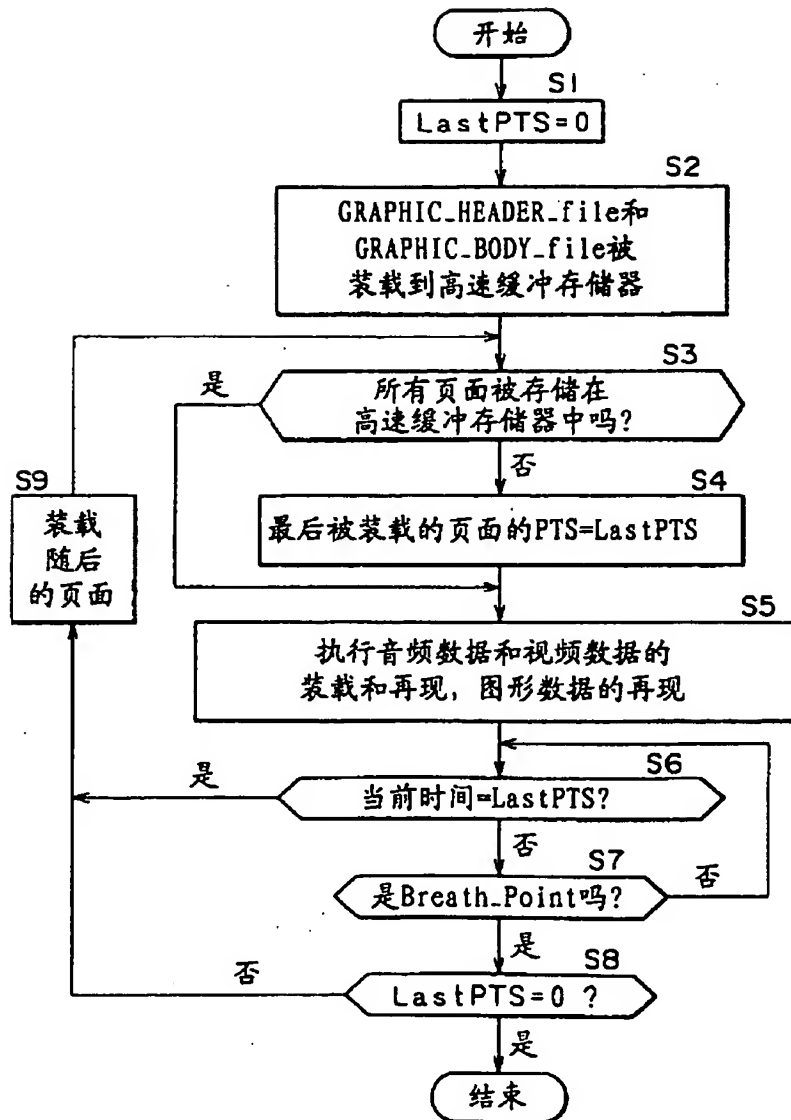 开始
S1
LastPTS=0
S2
GRAPHIC_HEADER_file和
GRAPHIC_BODY_file被
装载到高速缓冲存储器
S3
是
所有页面被存储在
高速缓冲存储器中吗?
否
S9
装载
随后
的页面
S4
最后被装载的页面的PTS=LastPTS
S5
执行音频数据和视频数据的
装载和再现，图形数据的再现
S6
是
当前时间=LastPTS?
否
S7
是Breath_Point吗?
否
是
S8
否
LastPTS=0 ?
是
结束